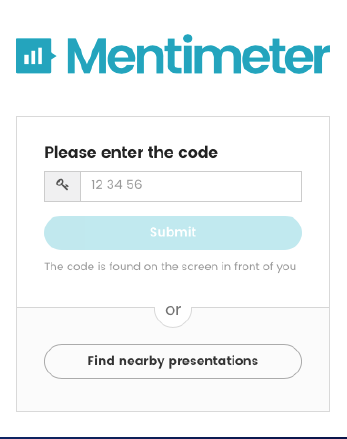 Mentimeter
Please enter the code
12 34 56
Submit
The code is found on the screen in front of you
or
Find nearby presentations